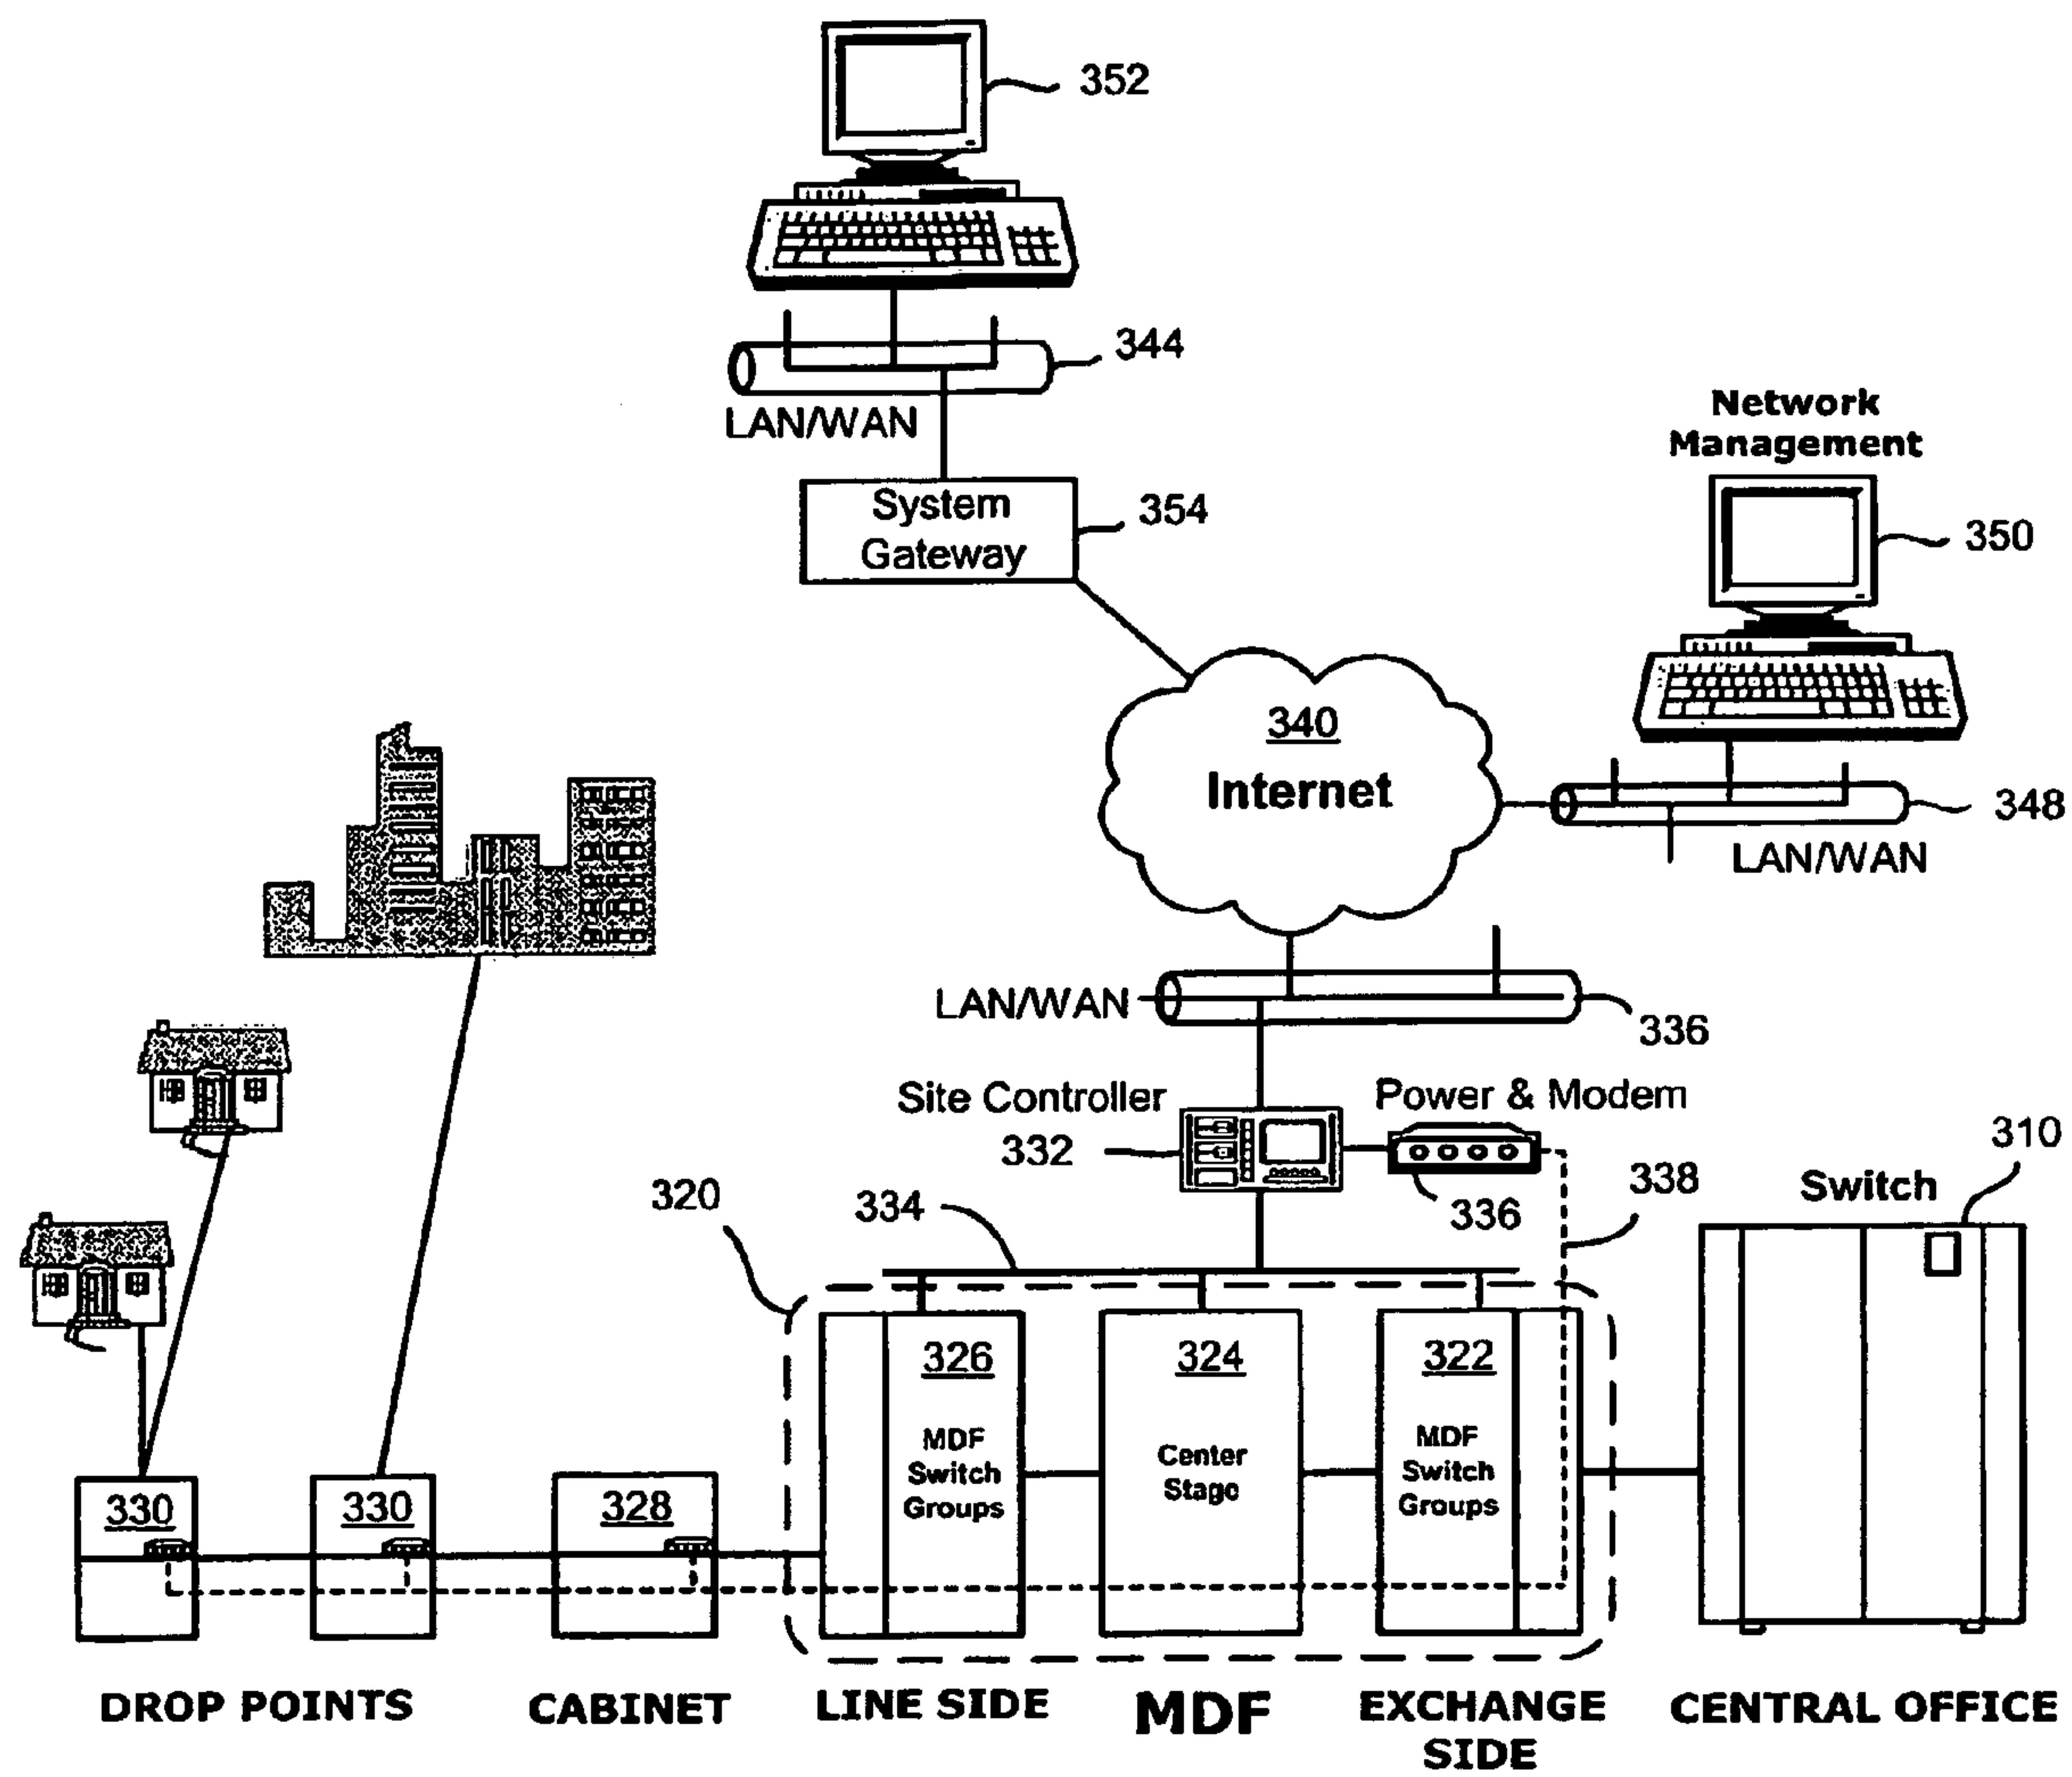 352
344
LAN/WAN
Network
Management
System
Gateway
354
350
340
Internet
348
LAN/WAN
LAN/WAN
336
Site Controller
332
Power & Modem
336
338
310
Switch
320
334
326
MDF
Switch
Groups
324
Center
Stage
322
MDF
Switch
Groups
330
330
328
DROP POINTS
CABINET
LINE SIDE
MDF
EXCHANGE
SIDE
CENTRAL OFFICE